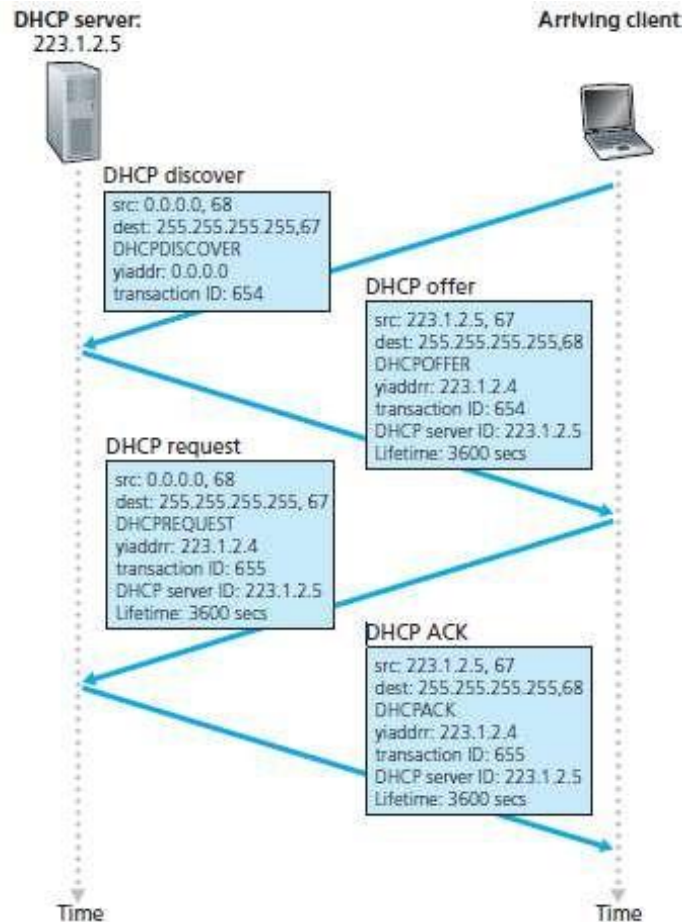 DHCP server:
223.1.2.5
Arriving client
DHCP discover
src: 0.0.0.0, 68
dest: 255.255.255.255,67
DHCPDISCOVER
yiaddr: 0.0.0.0
transaction ID: 654
DHCP offer
src: 223.1.2.5, 67
dest: 255.255.255.255,68
DHCPOFFER
yiaddrr: 223.1.2.4
transaction ID: 654
DHCP server ID: 223.1.2.5
Lifetime: 3600 secs
DHCP request
src: 0.0.0.0, 68
dest: 255.255.255.255, 67
DHCPREQUEST
yiaddrr: 223.1.2.4
transaction ID: 655
DHCP server ID: 223.1.2.5
Lifetime: 3600 secs
DHCP ACK
src: 223.1.2.5, 67
dest: 255.255.255.255,68
DHCPACK
yiaddrr: 223.1.2.4
transaction ID: 655
DHCP server ID: 223.1.2.5
Lifetime: 3600 secs
Time
Time